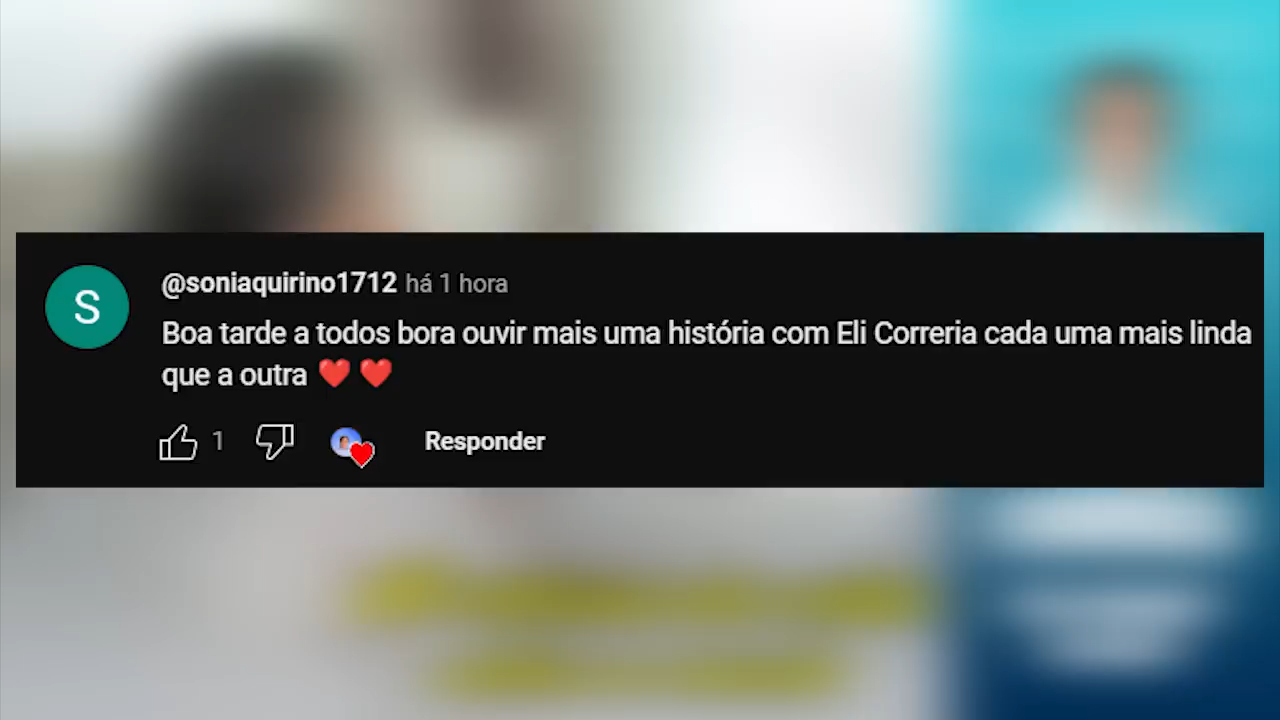 S
@soniaquirino1712 há 1 hora
Boa tarde a todos bora ouvir mais uma história com Eli Correria cada uma mais linda
que a outra ❤️ ❤️
1
Responder